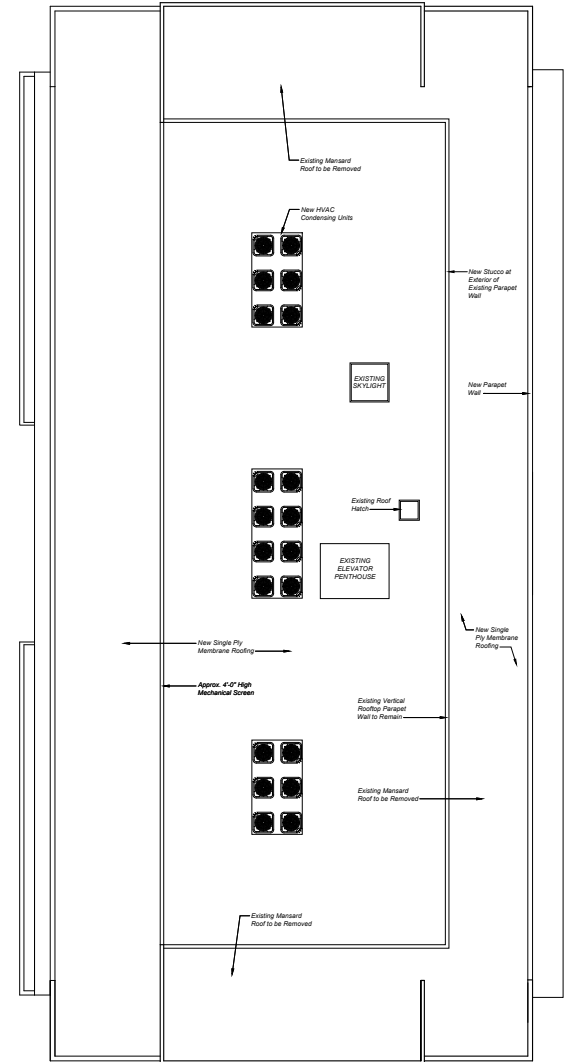 Existing Mansard
Roof to be Removed
New HVAC
Condensing Units
New Stucco at
Exterior of
Existing Parapet
Wall
EXISTING
SKYLIGHT
New Parapet
Wall
Existing Roof
Hatch
EXISTING
ELEVATOR
PENTHOUSE
New Single Ply
Membrane Roofing
New Single
Ply Membrane
Roofing
Approx. 4'-0" High
Mechanical Screen
Existing Vertical
Rooftop Parapet
Wall to Remain
Existing Mansard
Roof to be Removed
Existing Mansard
Roof to be Removed